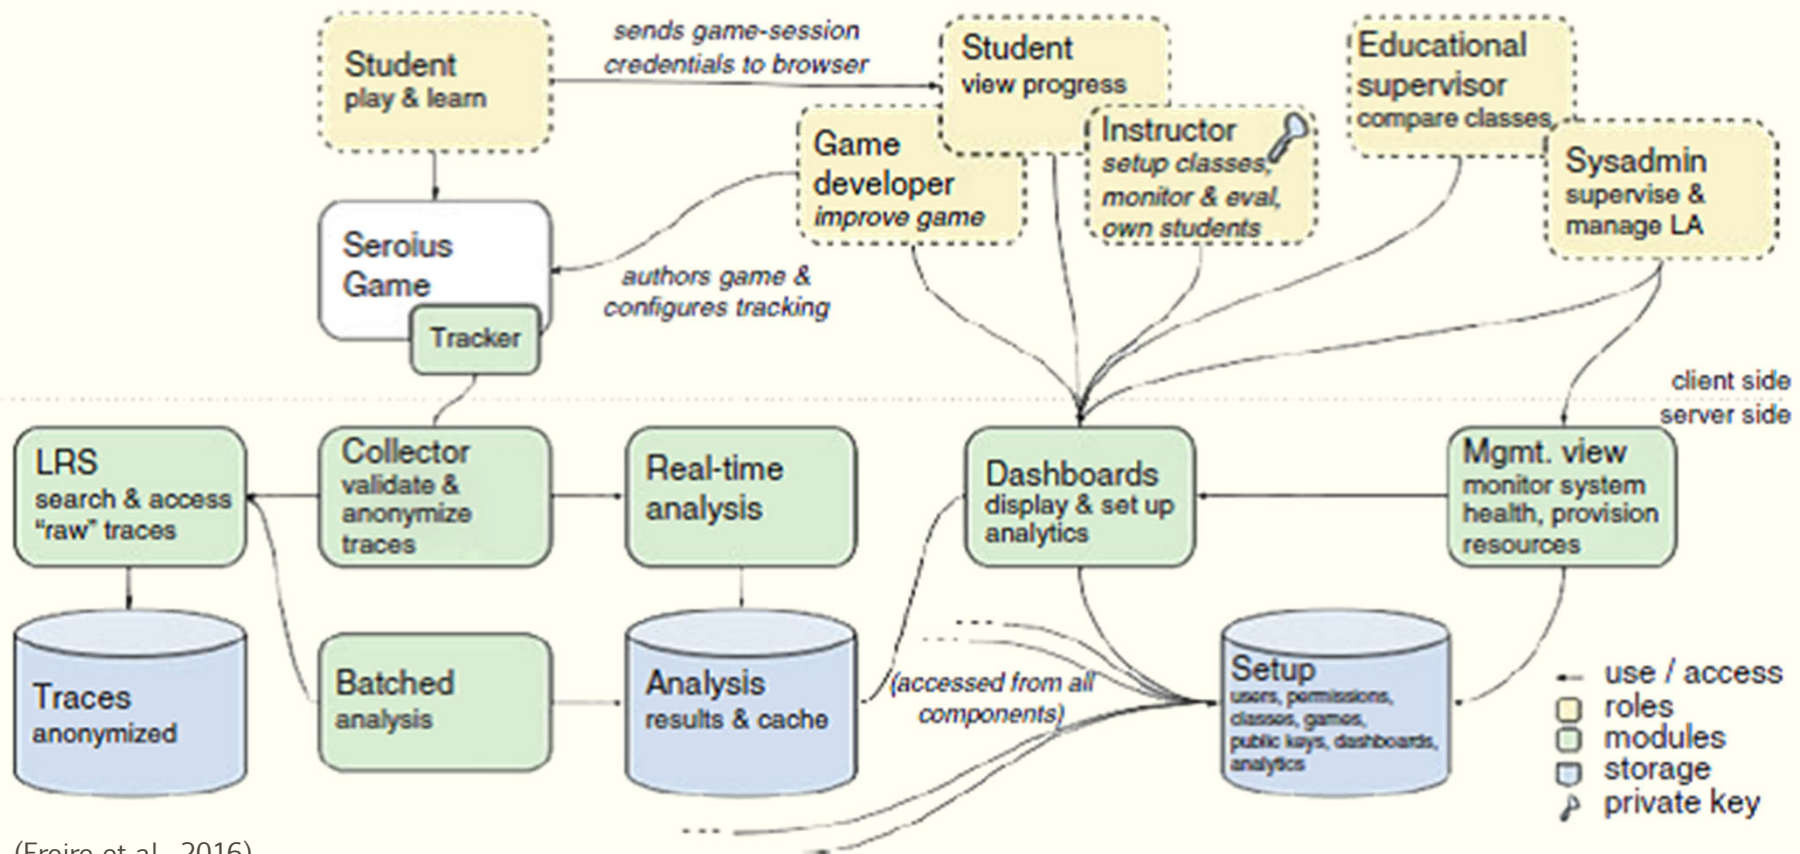 Student
play & learn
sends game-session
credentials to browser
Student
view progress
Educational
supervisor
compare classes
Game
developer
improve game
Instructor
setup classes,
monitor & eval,
own students
Sysadmin
supervise &
manage LA
Seroius
Game
Tracker
authors game &
configures tracking
client side
server side
LRS
search & access
“raw” traces
Collector
validate &
anonymize
traces
Real-time
analysis
Dashboards
display & set up
analytics
Mgmt. view
monitor system
health, provision
resources
Traces
anonymized
Batched
analysis
Analysis
results & cache
(accessed from all
components)
Setup
users, permissions,
classes, games,
public keys, dashboards,
analytics
use / access
roles
modules
storage
private key
(Freire et al., 2016)